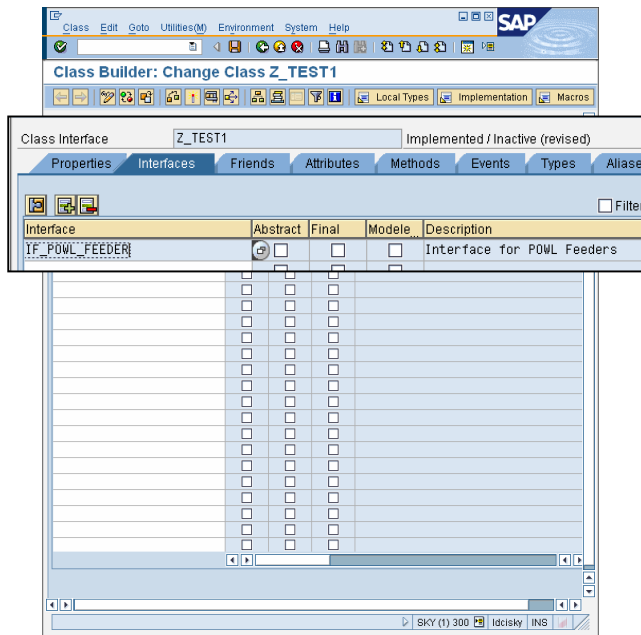 Class Edit Goto Utilities(M) Environment System Help
SAP
Class Builder: Change Class Z_TEST1
Local Types Implementation Macros
Class Interface Z_TEST1 Implemented / Inactive (revised)
Properties Interfaces Friends Attributes Methods Events Types Aliase
Filter
Interface Abstract Final Modele... Description
IF_POWL_FEEDER Interface for POWL Feeders
SKY (1) 300 ldcisky INS